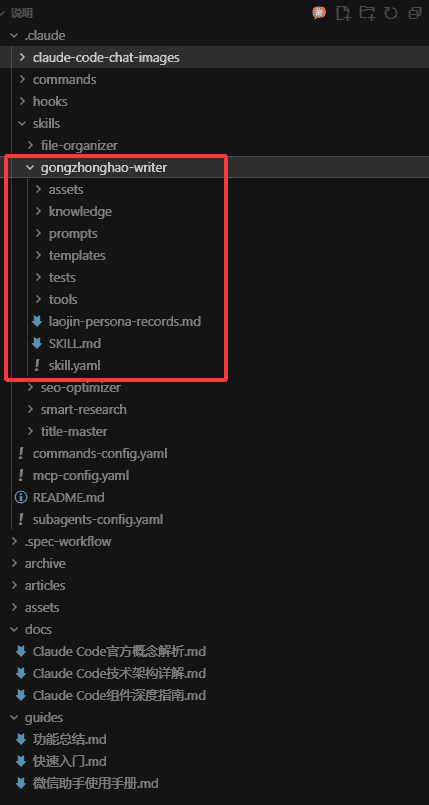 说明
.claude
claude-code-chat-images
commands
hooks
skills
file-organizer
gongzhonghao-writer
assets
knowledge
prompts
templates
tests
tools
laojin-persona-records.md
SKILL.md
! skill.yaml
seo-optimizer
smart-research
title-master
! commands-config.yaml
! mcp-config.yaml
README.md
! subagents-config.yaml
.spec-workflow
archive
articles
assets
docs
Claude Code官方概念解析.md
Claude Code技术架构详解.md
Claude Code组件深度指南.md
guides
功能总结.md
快速入门.md
微信助手使用手册.md